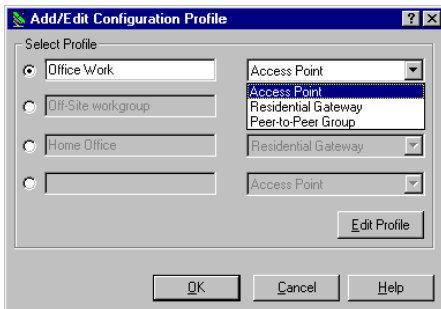 Add/Edit Configuration Profile
Select Profile
Office Work
Access Point
Access Point
Residential Gateway
Peer-to-Peer Group
Off-Site workgroup
Home Office
Residential Gateway
Access Point
Edit Profile
OK
Cancel
Help